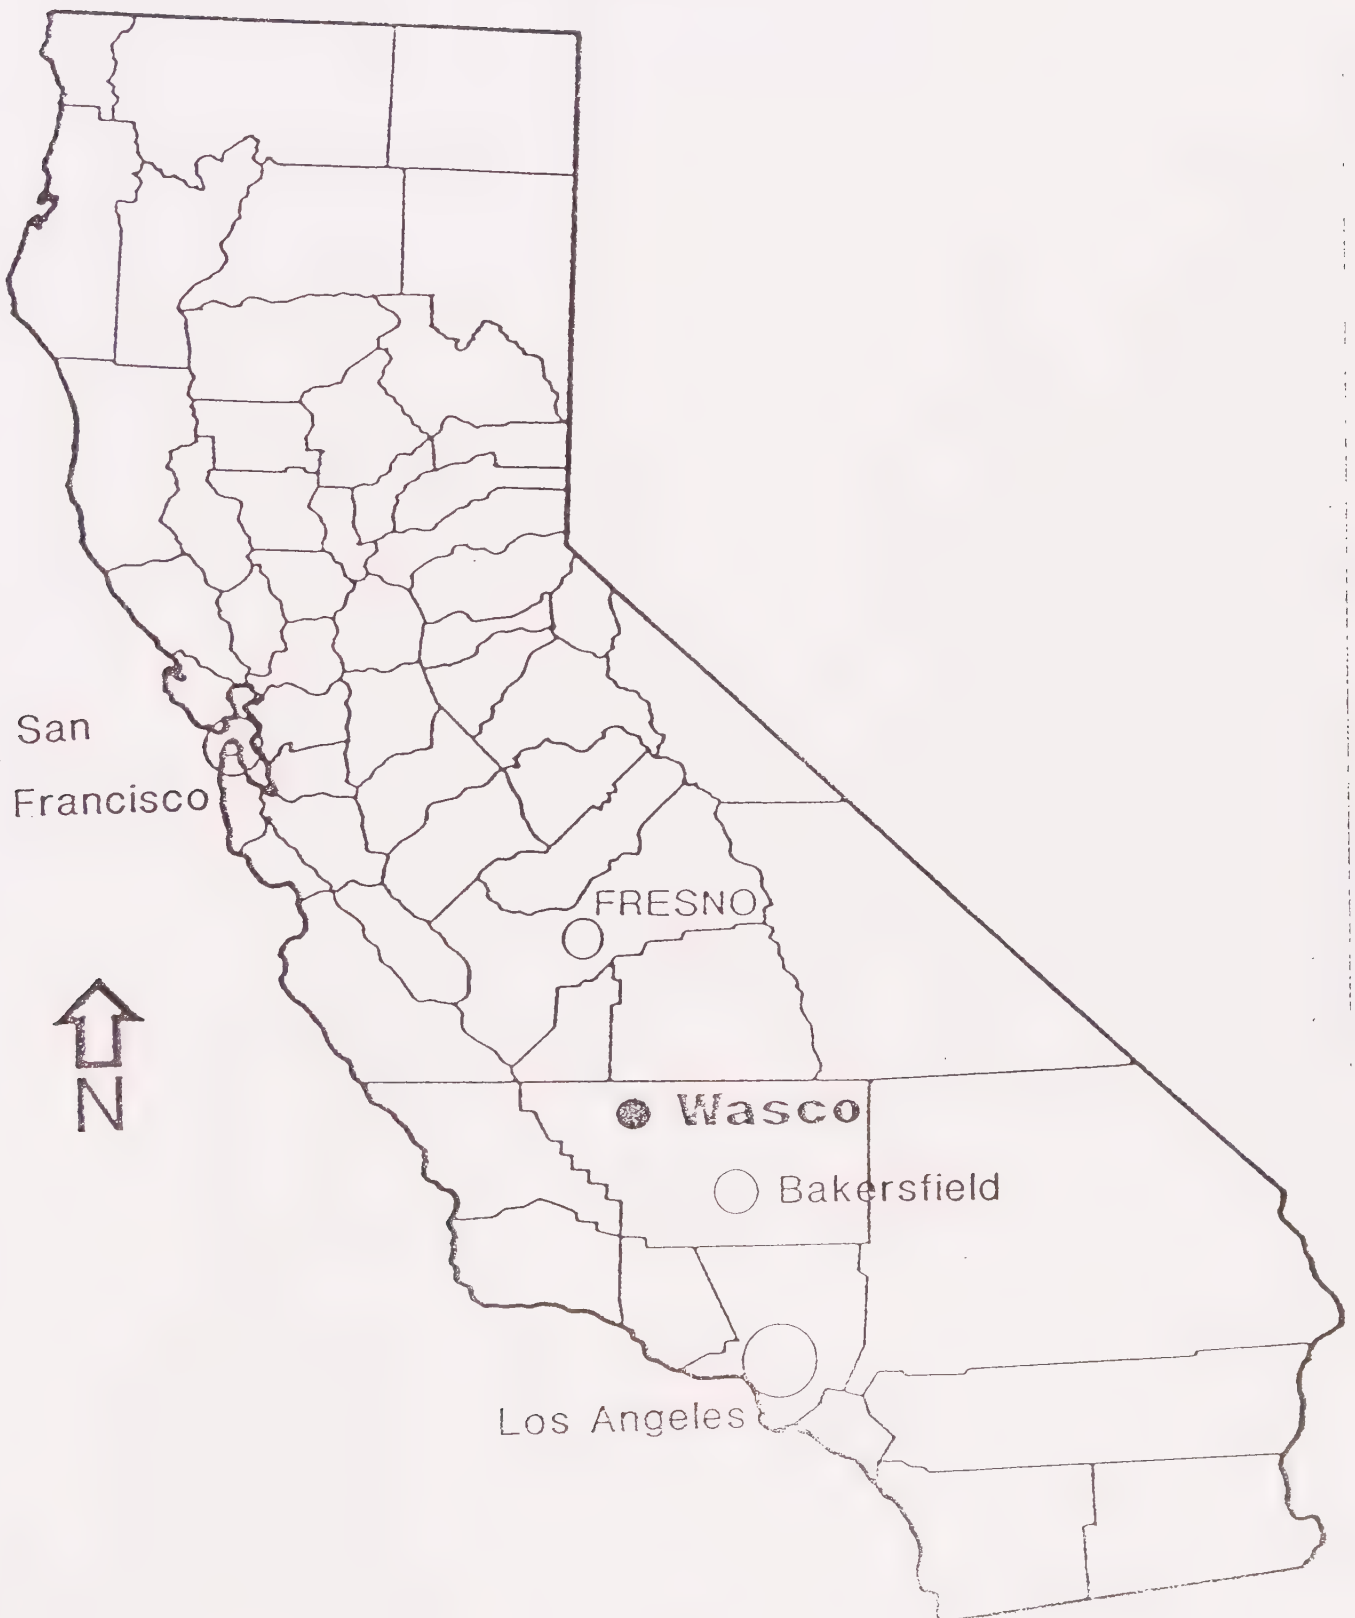 San
Francisco
FRESNO
N
Wasco
Bakersfield
Los Angeles